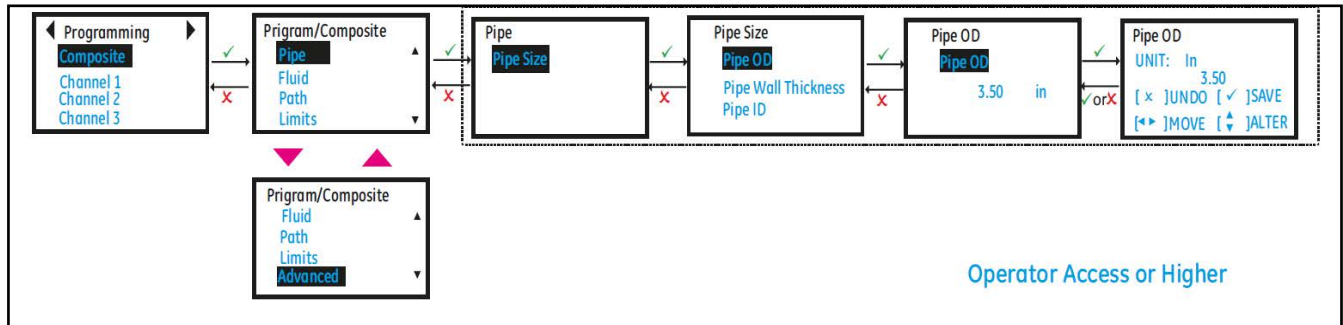 Programming
Composite
Channel 1
Channel 2
Channel 3
✓
X
Prigram/Composite
Pipe
Fluid
Path
Limits
✓
X
Pipe
Pipe Size
✓
X
Pipe Size
Pipe OD
Pipe Wall Thickness
Pipe ID
✓
X
Pipe OD
Pipe OD
3.50 in
✓
✓ or X
Pipe OD
UNIT: In
3.50
[ x ]UNDO [ ✓ ]SAVE
[◂▸ ]MOVE [ ▴▾ ]ALTER
Prigram/Composite
Fluid
Path
Limits
Advanced
Operator Access or Higher